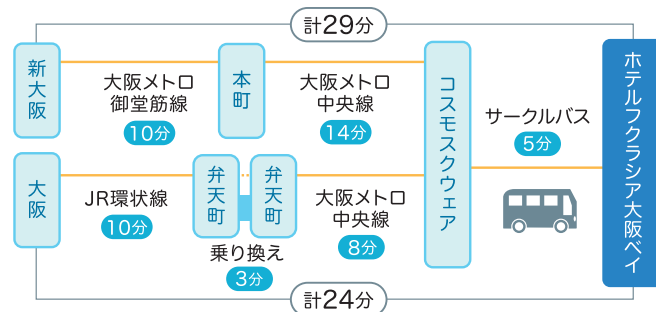 計29分
新大阪
大阪メトロ
御堂筋線
10分
本町
大阪メトロ
中央線
14分
コスモスクウェア
サークルバス
5分
ホテルフクラシア大阪ベイ
大阪
JR環状線
10分
弁天町
弁天町
乗り換え
3分
大阪メトロ
中央線
8分
計24分